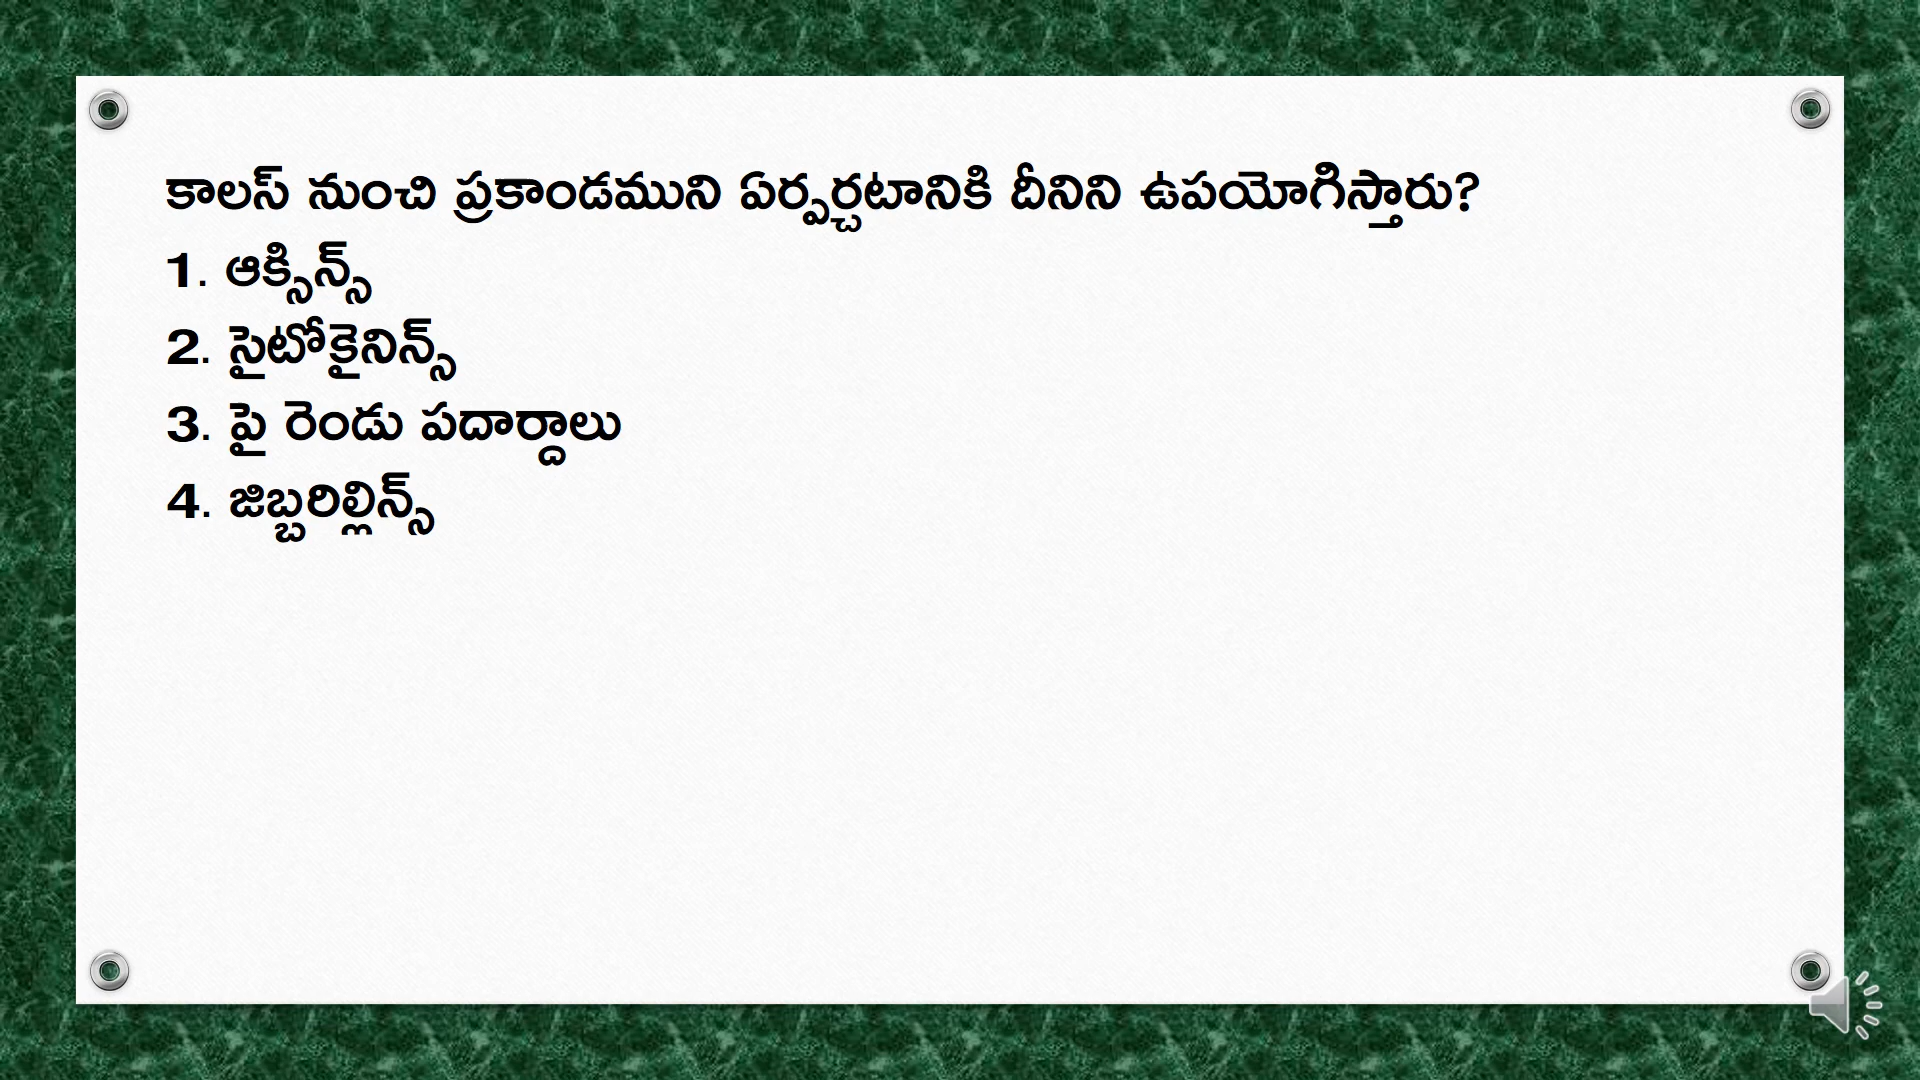 కాలస్ నుంచి ప్రకాండముని ఏర్పర్చటానికి దీనిని ఉపయోగిస్తారు?
1. ఆక్సిన్స్
2. సైటోకైనిన్స్
3. పై రెండు పదార్దాలు
4. జిబ్బరిల్లిన్స్